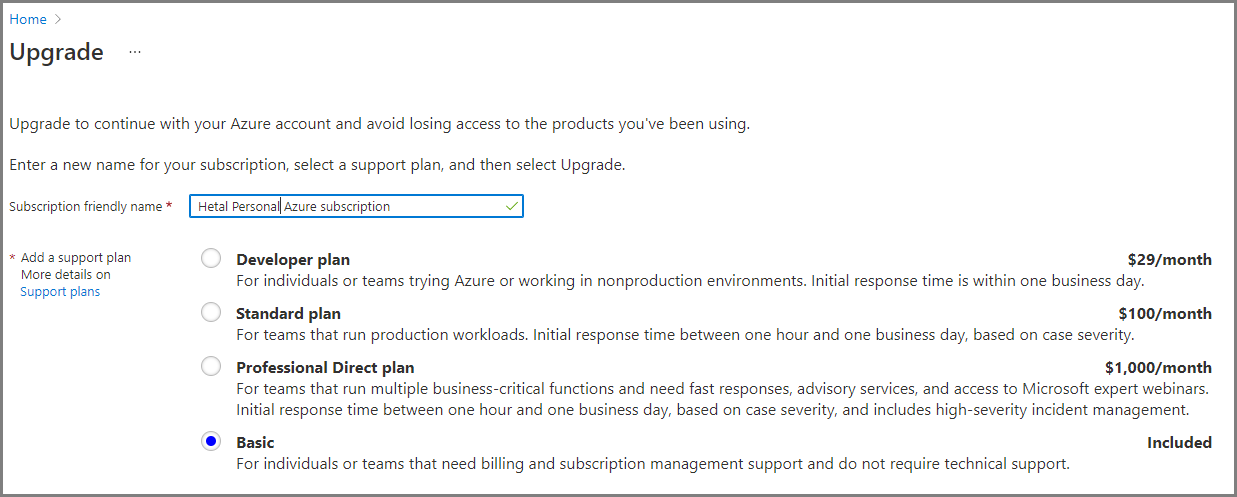 Home >
Upgrade ...
Upgrade to continue with your Azure account and avoid losing access to the products you've been using.
Enter a new name for your subscription, select a support plan, and then select Upgrade.
Subscription friendly name * Hetal Personal Azure subscription
* Add a support plan
More details on
Support plans
Developer plan $29/month
For individuals or teams trying Azure or working in nonproduction environments. Initial response time is within one business day.
Standard plan $100/month
For teams that run production workloads. Initial response time between one hour and one business day, based on case severity.
Professional Direct plan $1,000/month
For teams that run multiple business-critical functions and need fast responses, advisory services, and access to Microsoft expert webinars.
Initial response time between one hour and one business day, based on case severity, and includes high-severity incident management.
Basic Included
For individuals or teams that need billing and subscription management support and do not require technical support.